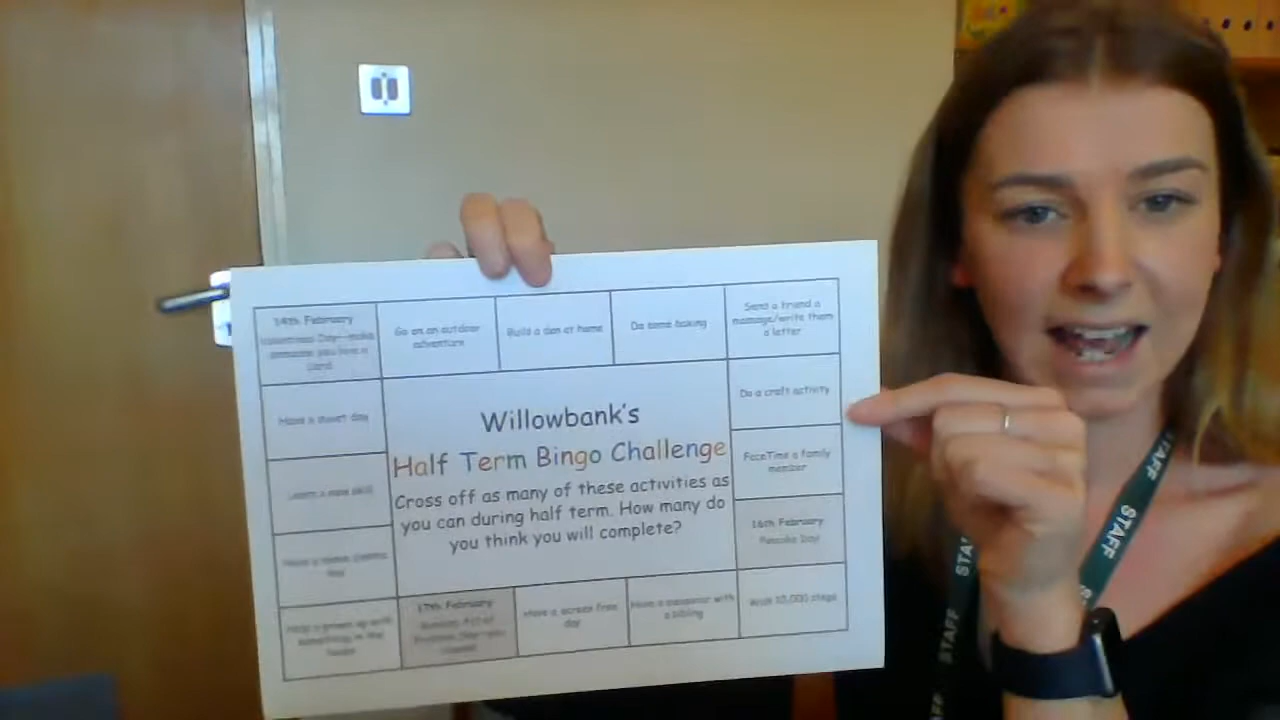 14th February
Valentines Day—make
someone you love a
card
Go on an outdoor
adventure
Build a den at home
Do some baking
Send a friend a
message/write them
a letter
Have a duvet day
Do a craft activity
Willowbank's
Half Term Bingo Challenge
Cross off as many of these activities as
you can during half term. How many do
you think you will complete?
Learn a new skill
FaceTime a family
member
Have a
16th February
Pancake Day!
Help a grown up with
something in the
house
17th February
Have a screen free
day
Have a sleepover with
a sibling
Walk 10,000 steps
STAFF
STAFF
STAFF
STAFF